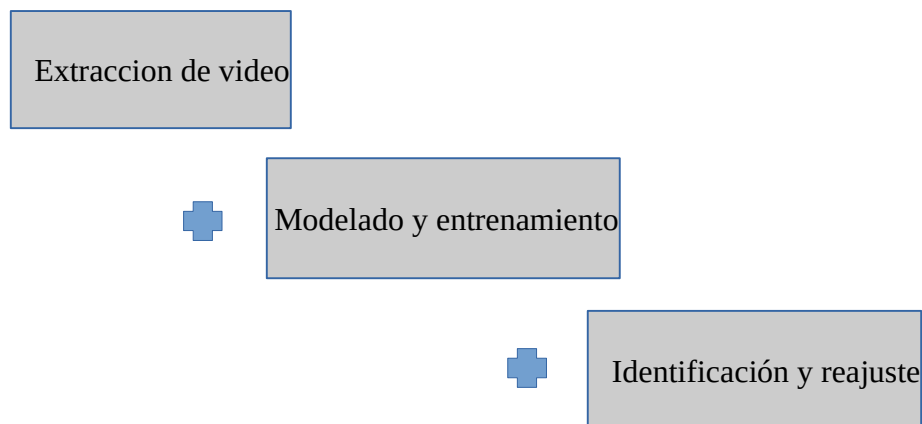 Extraccion de video
Modelado y entrenamiento
Identificación y reajuste